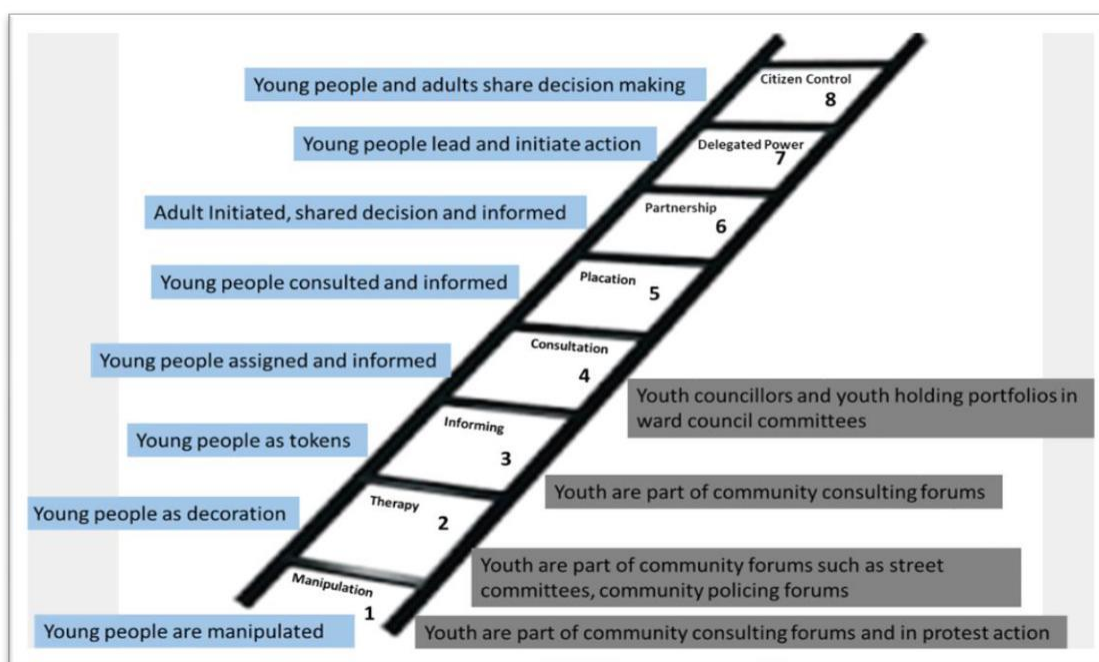 Young people and adults share decision making
Citizen Control
8
Young people lead and initiate action
Delegated Power
7
Adult Initiated, shared decision and informed
Partnership
6
Young people consulted and informed
Placation
5
Consultation
Young people assigned and informed
4
Youth councillors and youth holding portfolios in
ward council committees
Informing
Young people as tokens
3
Youth are part of community consulting forums
Therapy
Young people as decoration
2
Youth are part of community forums such as street
committees, community policing forums
Manipulation
1
Young people are manipulated
Youth are part of community consulting forums and in protest action